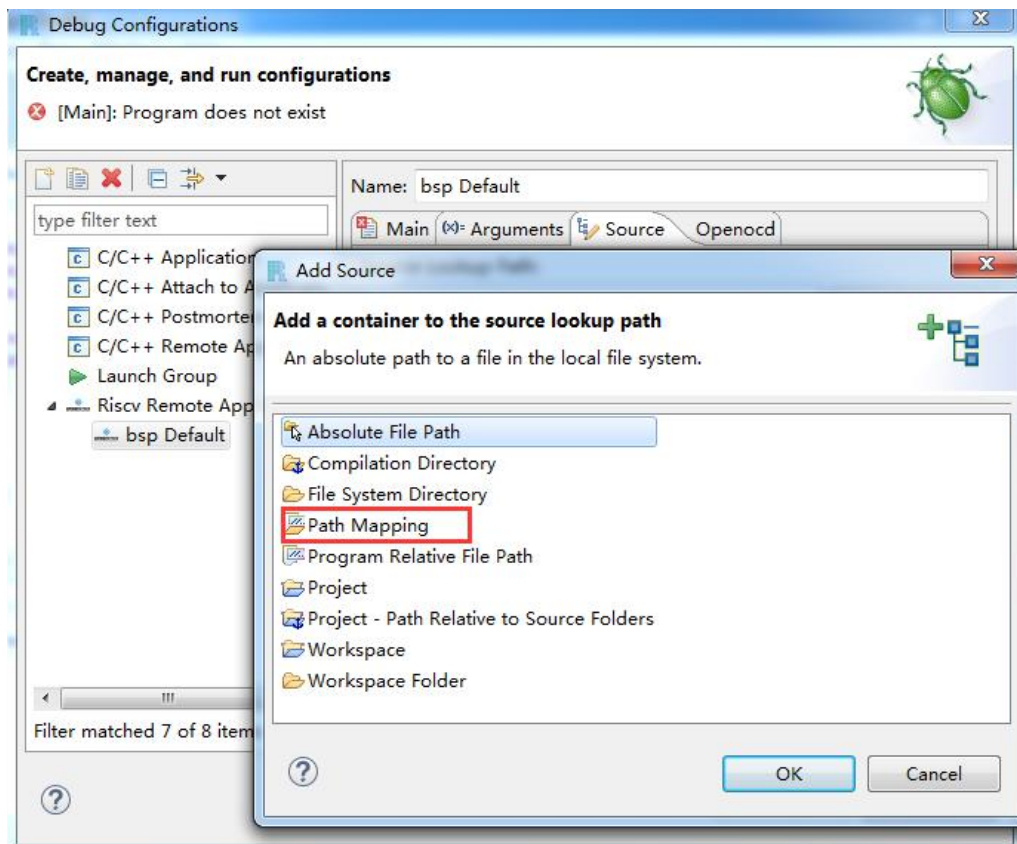 Debug Configurations
Create, manage, and run configurations
[Main]: Program does not exist
Name: bsp Default
type filter text
Main (x)= Arguments Source Openocd
C/C++ Application
C/C++ Attach to A
C/C++ Postmorte
C/C++ Remote Ap
Launch Group
Riscv Remote App
bsp Default
Filter matched 7 of 8 item
Add Source
Add a container to the source lookup path
An absolute path to a file in the local file system.
Absolute File Path
Compilation Directory
File System Directory
Path Mapping
Program Relative File Path
Project
Project - Path Relative to Source Folders
Workspace
Workspace Folder
OK Cancel